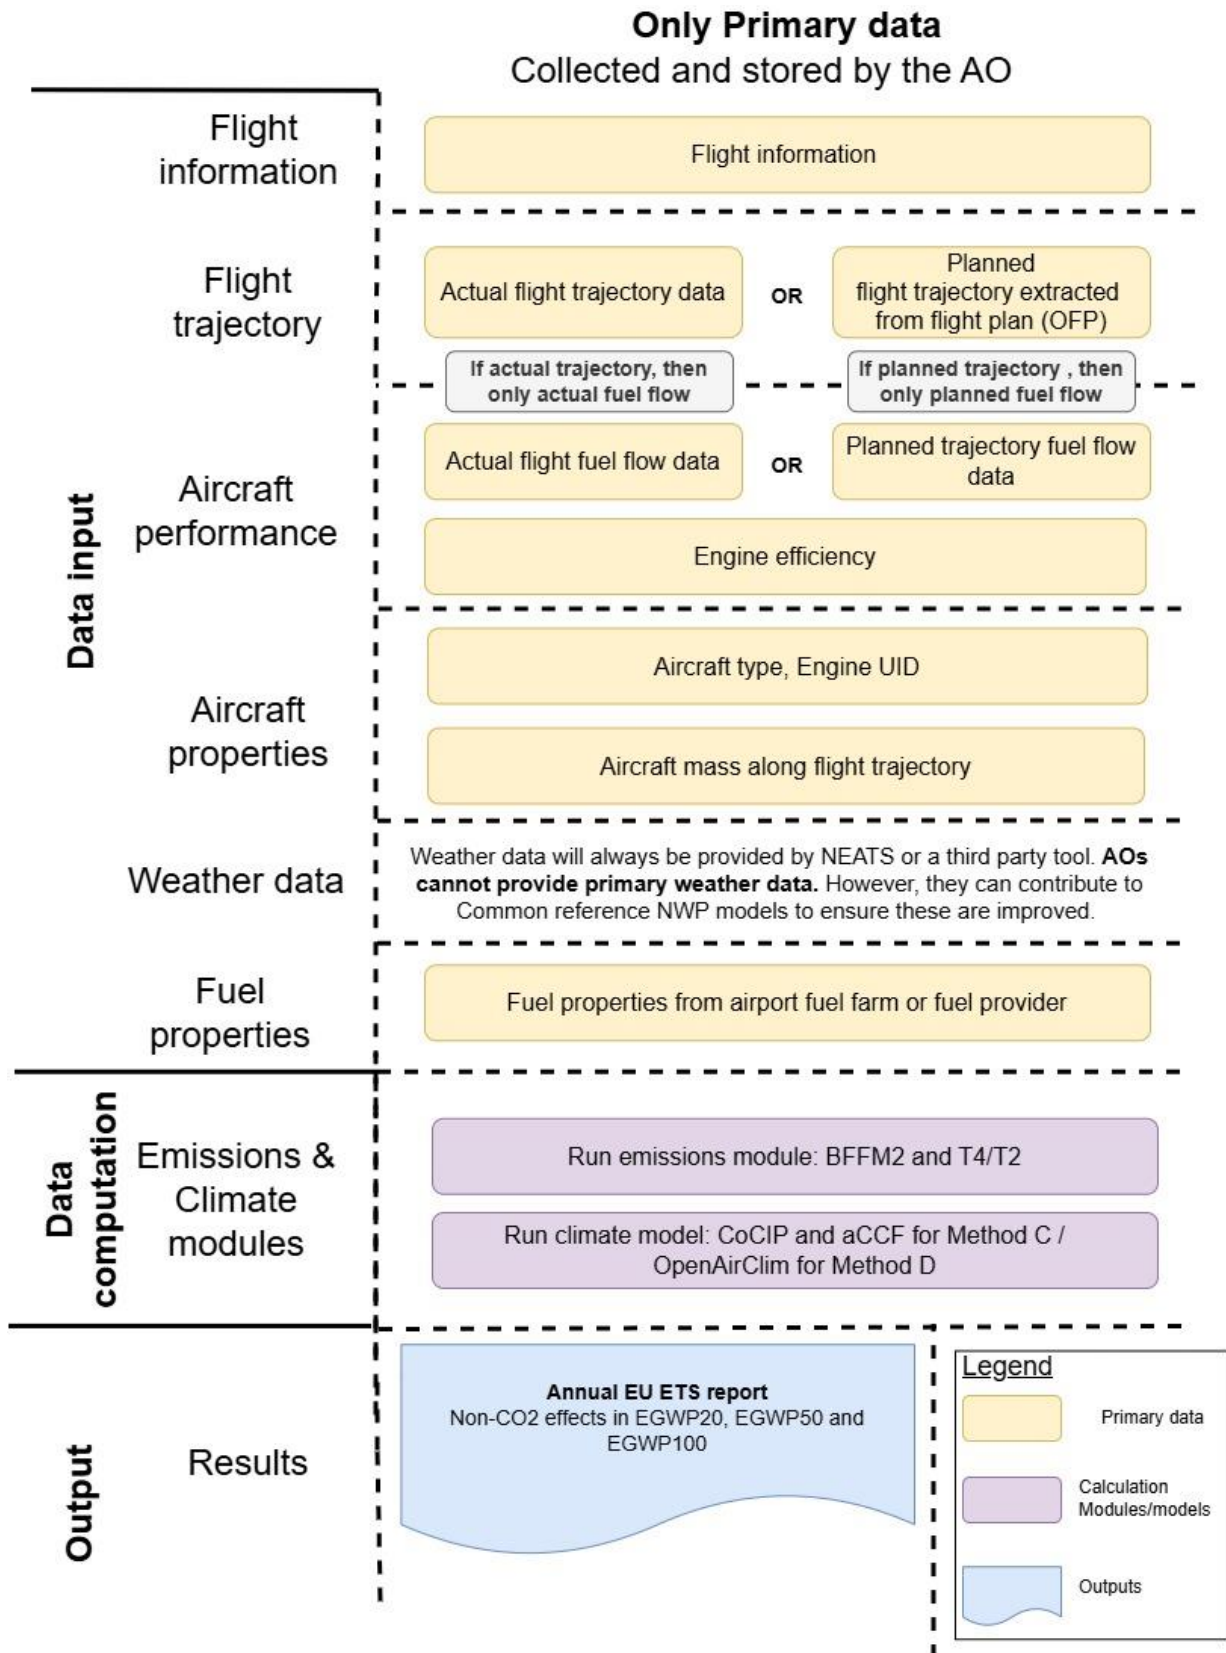 Only Primary data
Collected and stored by the AO
Data input
Flight
information
Flight information
Flight
trajectory
Actual flight trajectory data
OR
Planned
flight trajectory extracted
from flight plan (OFP)
If actual trajectory, then
only actual fuel flow
If planned trajectory , then
only planned fuel flow
Aircraft
performance
Actual flight fuel flow data
OR
Planned trajectory fuel flow
data
Engine efficiency
Aircraft
properties
Aircraft type, Engine UID
Aircraft mass along flight trajectory
Weather data
Weather data will always be provided by NEATS or a third party tool. AOs
cannot provide primary weather data. However, they can contribute to
Common reference NWP models to ensure these are improved.
Fuel
properties
Fuel properties from airport fuel farm or fuel provider
Data
computation
Emissions &
Climate
modules
Run emissions module: BFFM2 and T4/T2
Run climate model: CoCIP and aCCF for Method C /
OpenAirClim for Method D
Output
Results
Annual EU ETS report
Non-CO2 effects in EGWP20, EGWP50 and
EGWP100
Legend
Primary data
Calculation
Modules/models
Outputs